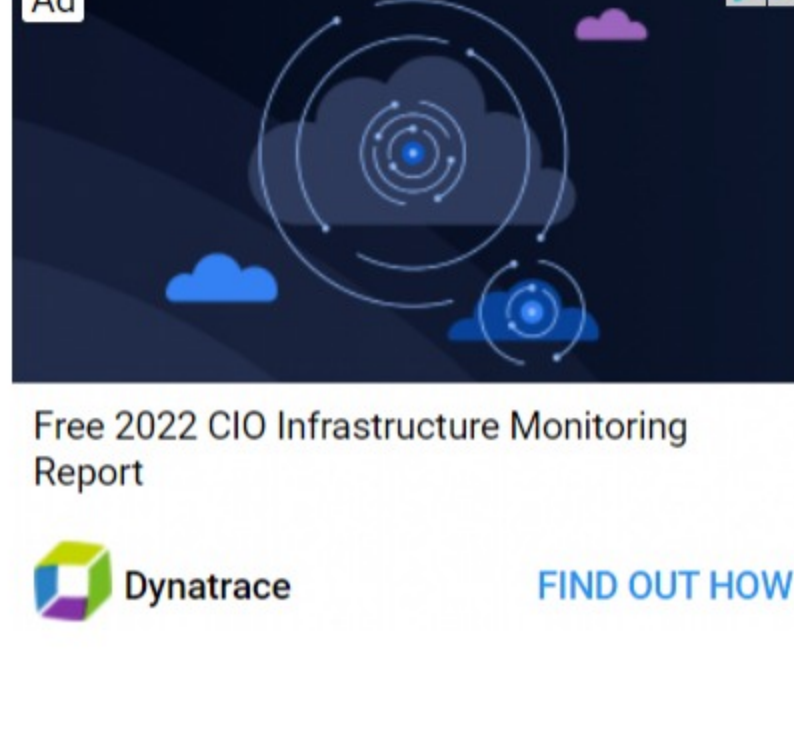 Ad
Free 2022 CIO Infrastructure Monitoring
Report
Dynatrace
FIND OUT HOW